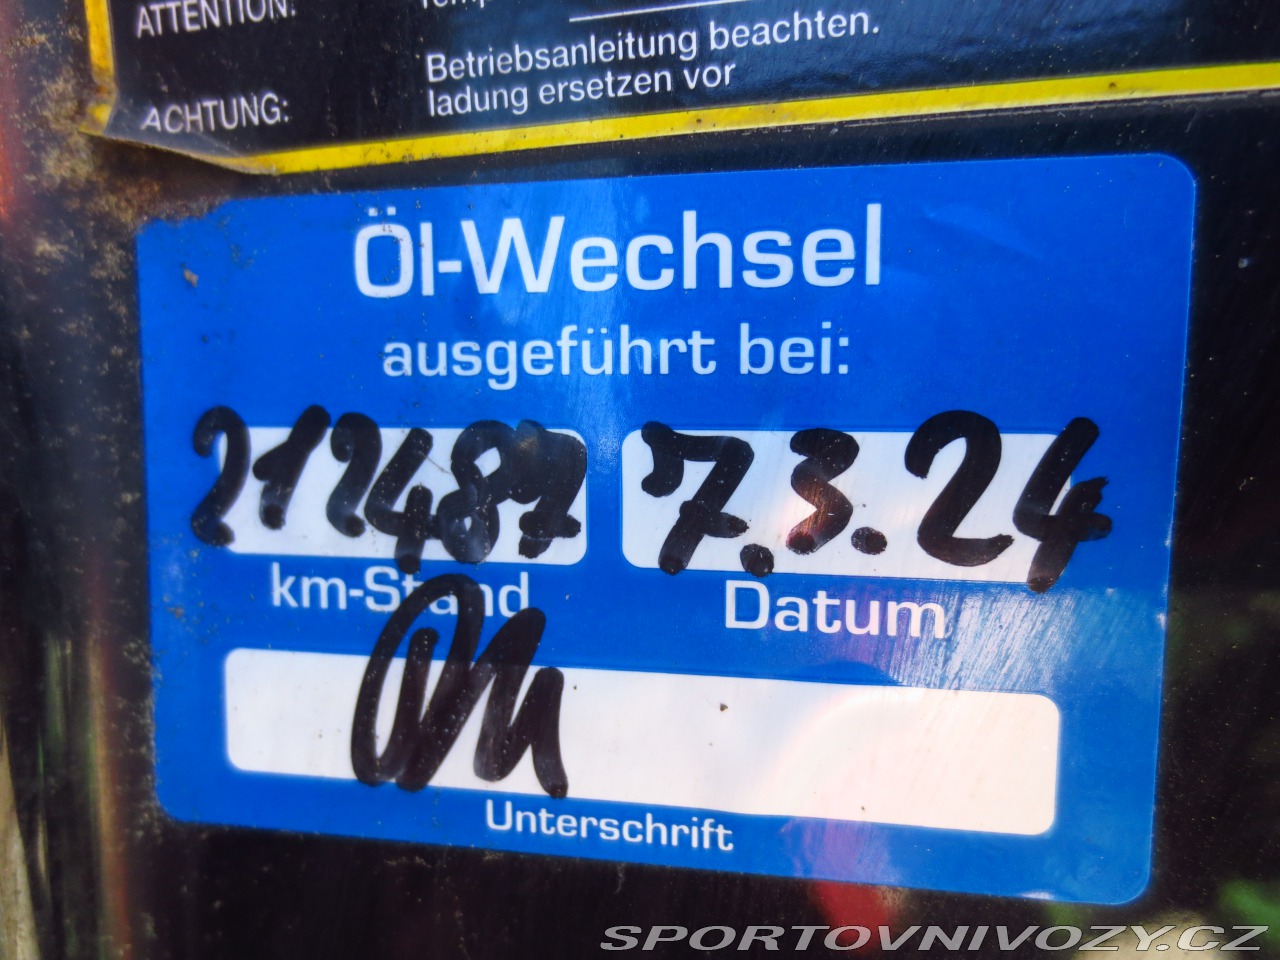 ATTENTION:
Betriebsanleitung beachten.
ACHTUNG:
ladung ersetzen vor
Öl-Wechsel
ausgeführt bei:
212487 7.3.24
km-Stand Datum
Unterschrift
SPORTOVNIVOZY.CZ